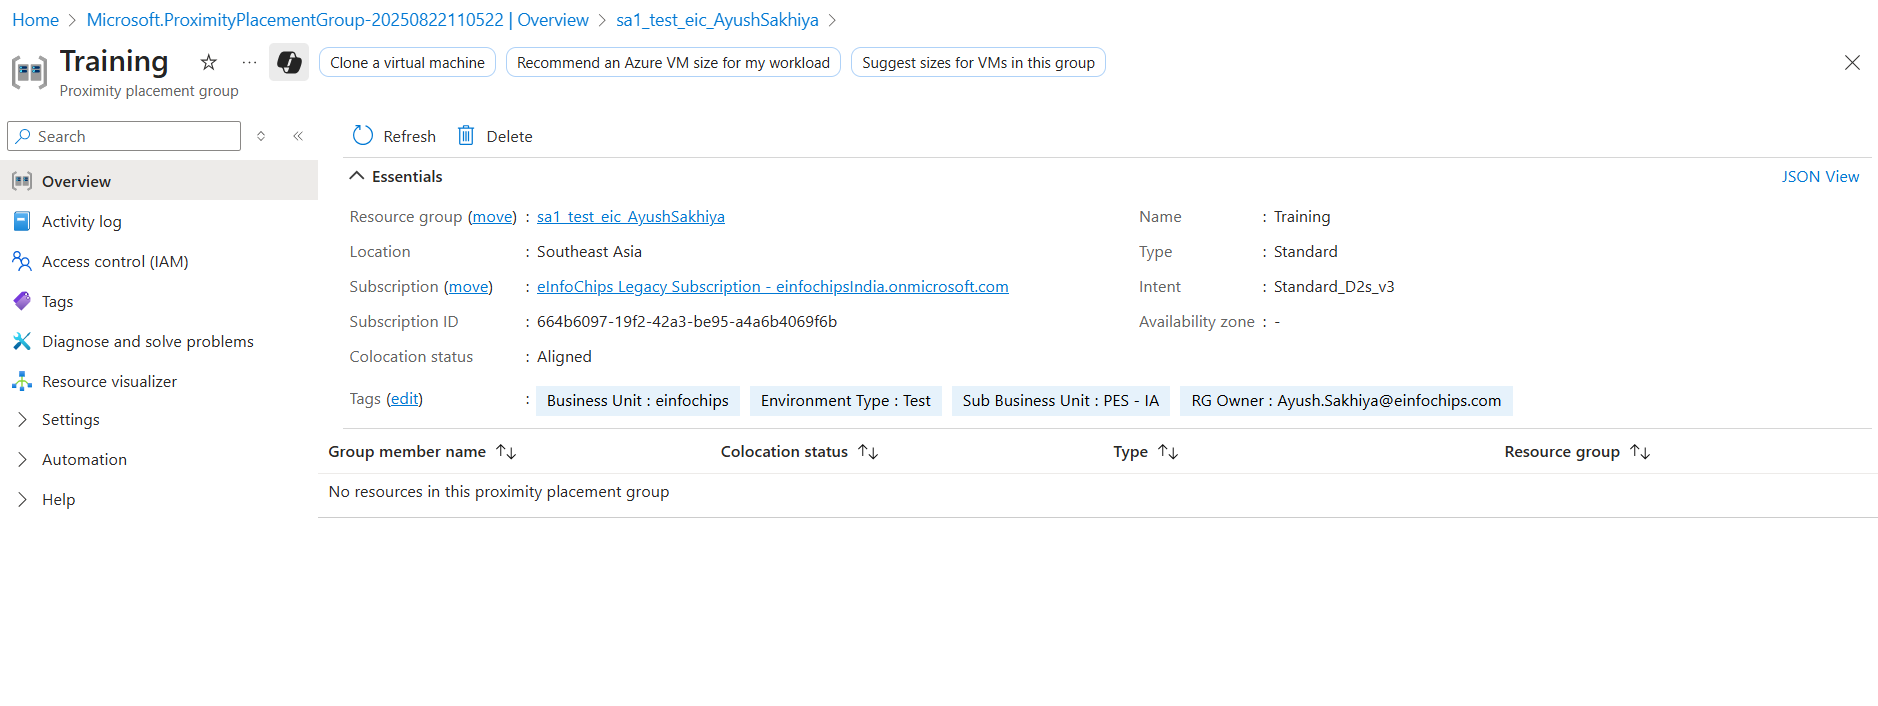 Home > Microsoft.ProximityPlacementGroup-20250822110522 | Overview > sa1_test_eic_AyushSakhiya >
Training ☆ ... Clone a virtual machine Recommend an Azure VM size for my workload Suggest sizes for VMs in this group
Proximity placement group
Search
Overview
Activity log
Access control (IAM)
Tags
Diagnose and solve problems
Resource visualizer
Settings
Automation
Help
Refresh Delete
Essentials JSON View
Resource group (move) : sa1_test_eic_AyushSakhiya
Location : Southeast Asia
Subscription (move) : eInfoChips Legacy Subscription - einfochipsIndia.onmicrosoft.com
Subscription ID : 664b6097-19f2-42a3-be95-a4a6b4069f6b
Colocation status : Aligned
Name : Training
Type : Standard
Intent : Standard_D2s_v3
Availability zone : -
Tags (edit) : Business Unit : einfochips Environment Type : Test Sub Business Unit : PES - IA RG Owner : Ayush.Sakhiya@einfochips.com
Group member name ↑↓ Colocation status ↑↓ Type ↑↓ Resource group ↑↓
No resources in this proximity placement group